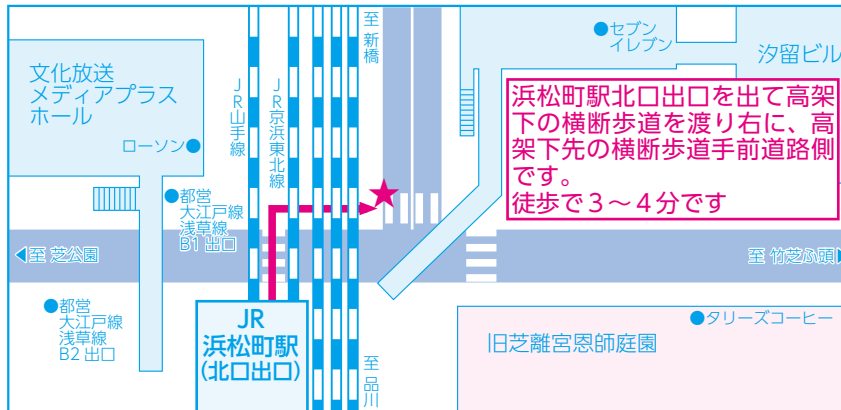 文化放送
メディアプラス
ホール
ローソン
都営
大江戸線
浅草線
B1 出口
至 芝公園
都営
大江戸線
浅草線
B2 出口
JR山手線
JR京浜東北線
至 新橋
JR
浜松町駅
(北口出口)
至 品川
セブン
イレブン
汐留ビル
浜松町駅北口出口を出て高架
下の横断歩道を渡り右に、高
架下先の横断歩道手前道路側
です。
徒歩で3～4分です
至 竹芝ふ頭
タリーズコーヒー
旧芝離宮恩師庭園